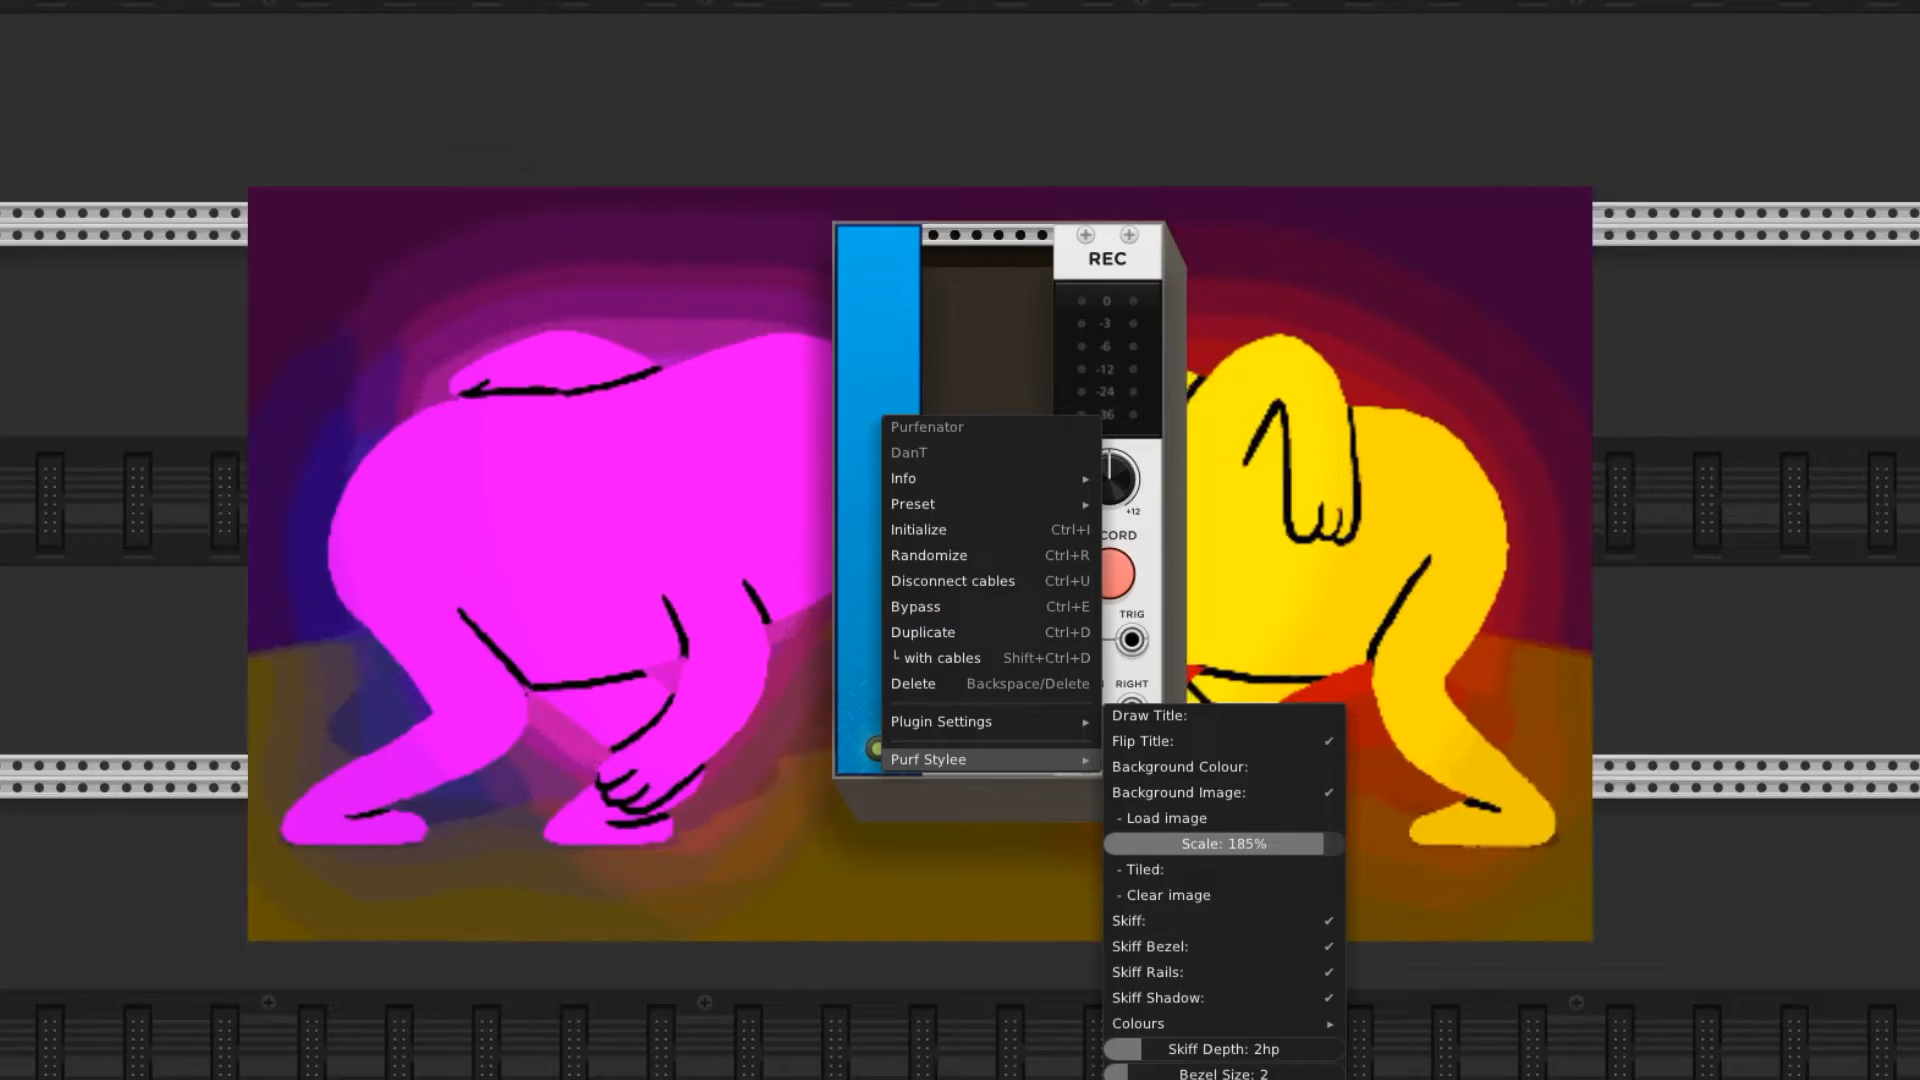 REC
0
-3
-6
-12
-24
36
Purfenator
DanT
Info
Preset
Initialize Ctrl+I
Randomize Ctrl+R
Disconnect cables Ctrl+U
Bypass Ctrl+E
Duplicate Ctrl+D
└ with cables Shift+Ctrl+D
Delete Backspace/Delete
Plugin Settings
Purf Stylee
+12
CORD
TRIG
RIGHT
Draw Title:
Flip Title: ✔
Background Colour:
Background Image: ✔
- Load image
Scale: 185%
- Tiled:
- Clear image
Skiff: ✔
Skiff Bezel: ✔
Skiff Rails: ✔
Skiff Shadow: ✔
Colours
Skiff Depth: 2hp
Bezel Size: 2